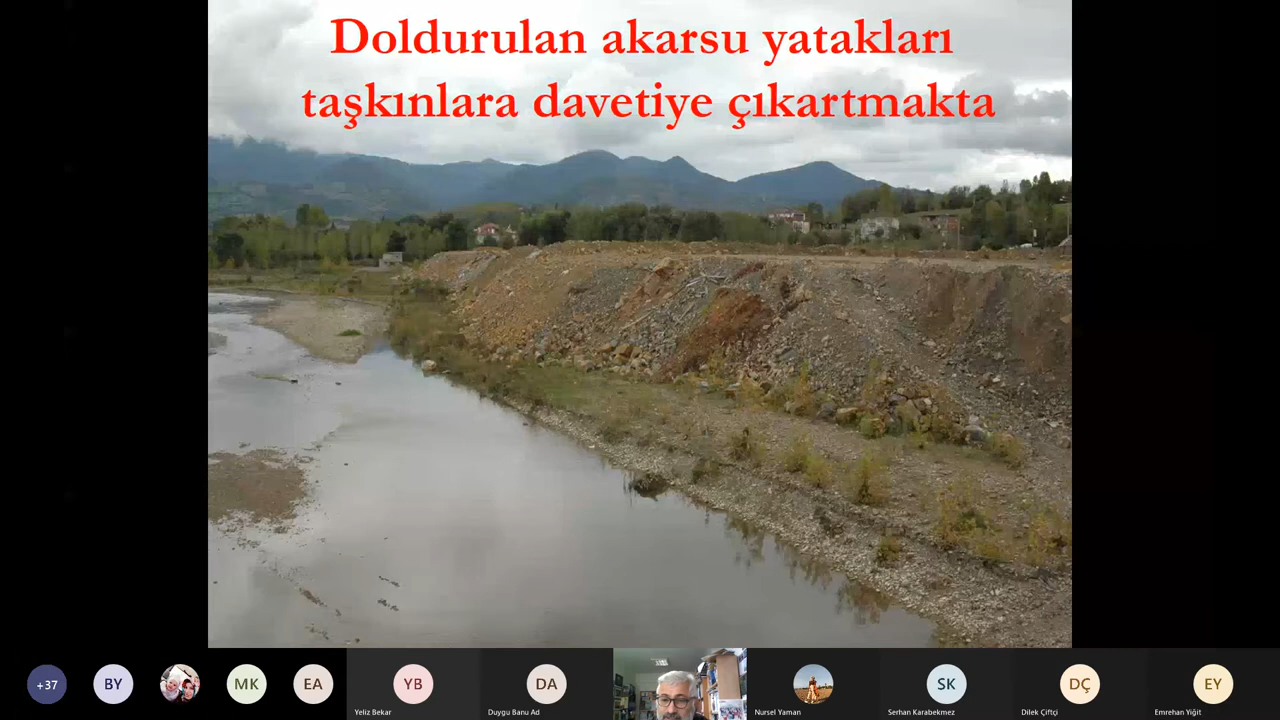 Doldurulan akarsu yatakları
taşkınlara davetiye çıkartmakta
+37
BY
MK
EA
YB
DA
SK
DÇ
EY
Yeliz Bekar
Duygu Banu Ad
Nursel Yaman
Serhan Karabekmez
Dilek Çiftçi
Emrehan Yiğit